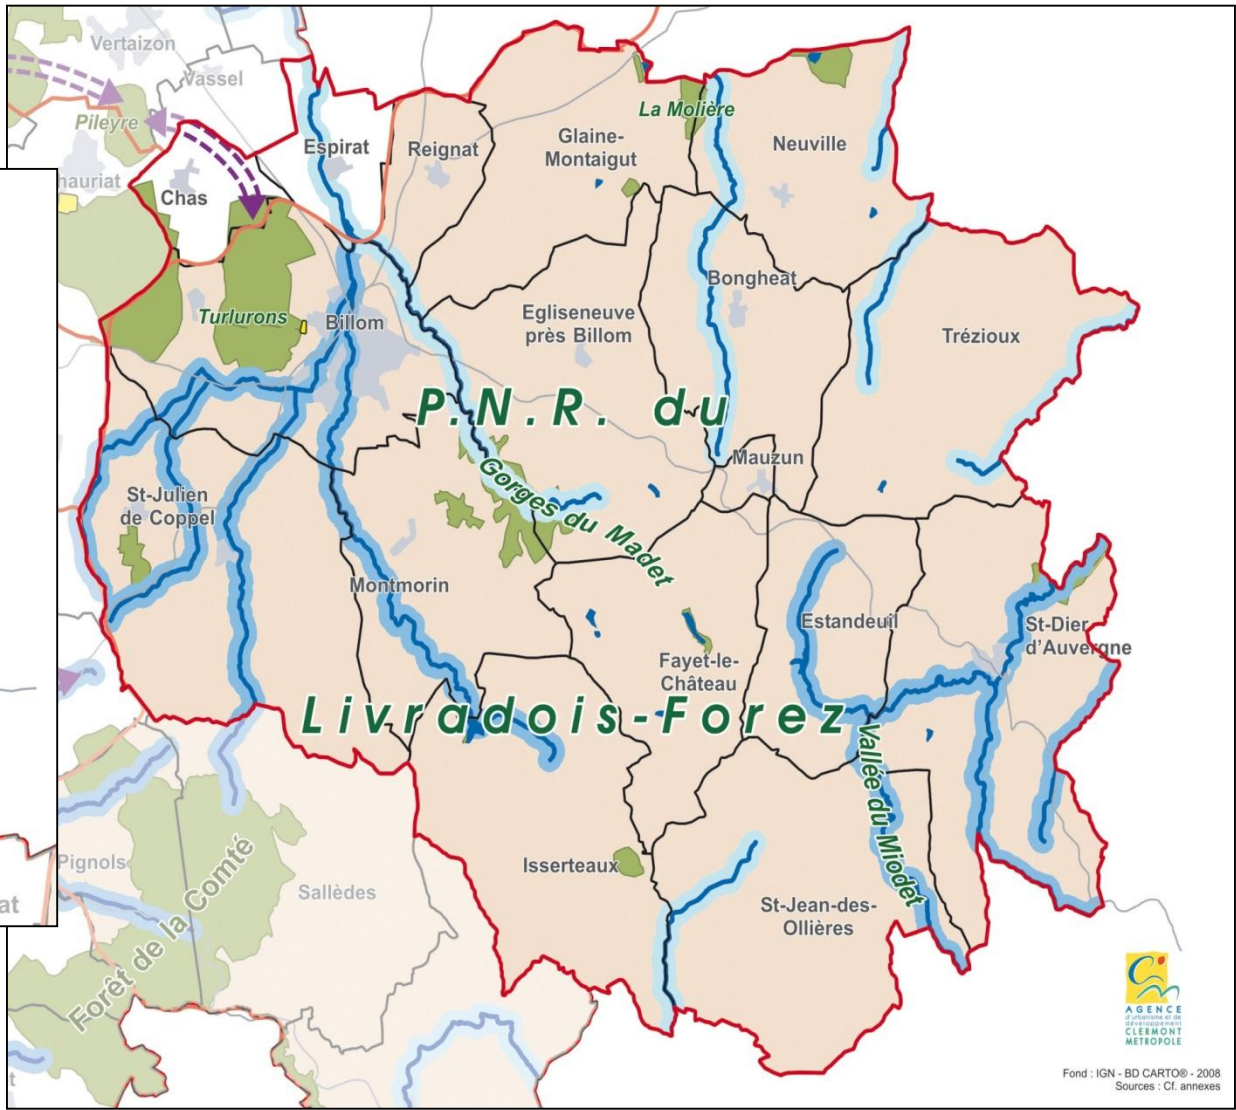 Vertaizon
Vassel
Pileyre
hauriat
Chas
Espirat
Reignat
Glaine-
Montaigut
La Molière
Neuville
Turlurons
Billom
Egliseneuve
près Billom
Bongheat
Trézioux
P.N.R. du
Mauzun
St-Julien
de Coppel
Gorges du Madet
Montmorin
Estandeuil
St-Dier
d'Auvergne
Fayet-le-
Château
Livradois-Forez
Vallée du Miodet
Pignols
Isserteaux
Sallèdes
St-Jean-des-
Ollières
Forêt de la Comté
at
t
AGENCE
d'urbanisme et de
développement
CLERMONT
METROPOLE
Fond : IGN - BD CARTO® - 2008
Sources : Cf. annexes